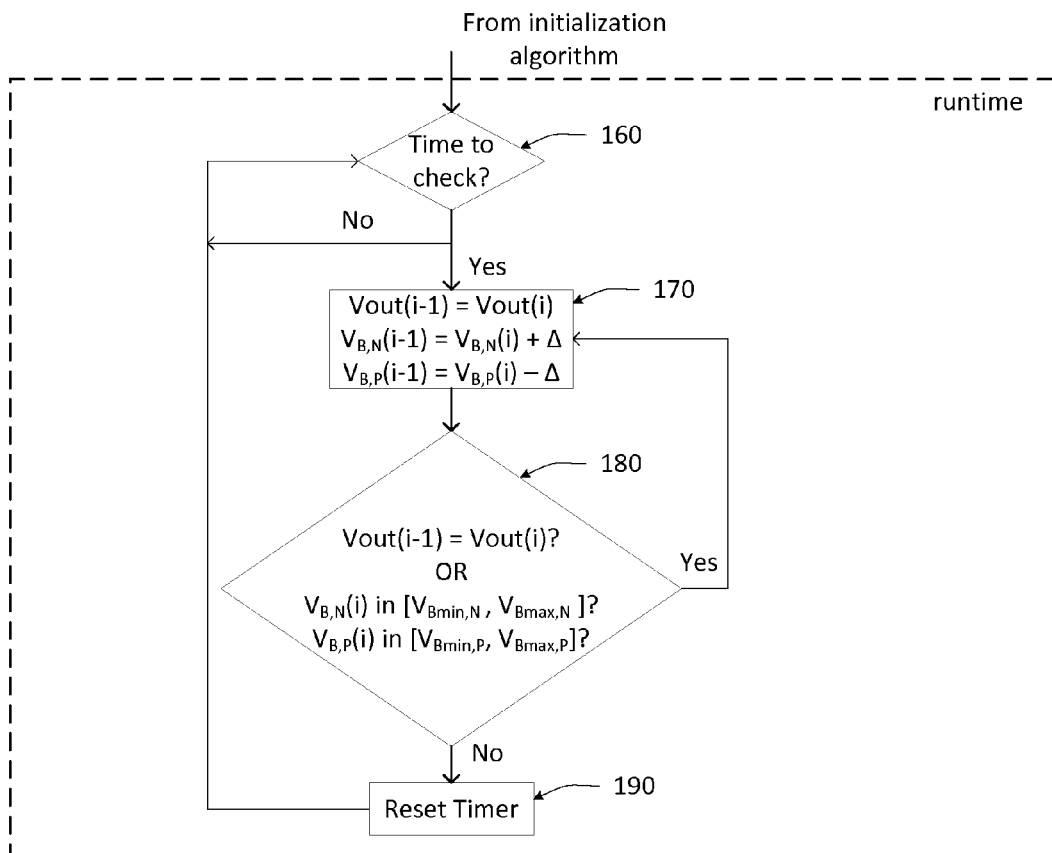 From initialization
algorithm
runtime
Time to
check?
160
No
Yes
170
Vout(i-1) = Vout(i)
V_B,N(i-1) = V_B,N(i) + Δ
V_B,P(i-1) = V_B,P(i) – Δ
180
Vout(i-1) = Vout(i)?
OR
V_B,N(i) in [V_Bmin,N , V_Bmax,N ]?
V_B,P(i) in [V_Bmin,P, V_Bmax,P]?
Yes
No
190
Reset Timer